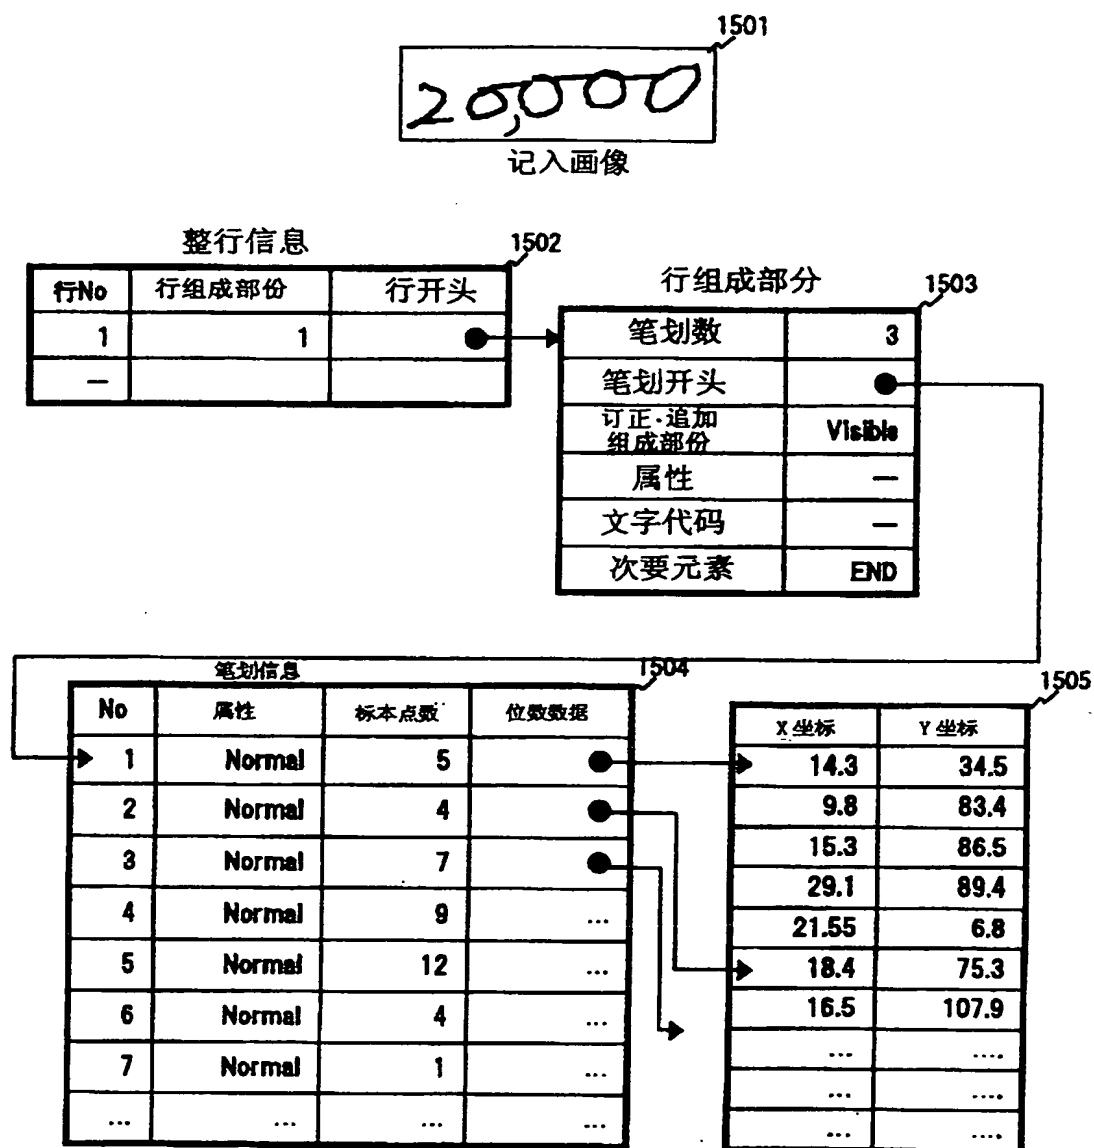 1501
20,000
记入画像
整行信息
1502
行No 行组成部份 行开头
1 1
—
行组成部分
1503
笔划数 3
笔划开头
订正·追加
组成部份 Visible
属性 —
文字代码 —
次要元素 END
笔划信息
1504
No 属性 标本点数 位数数据
1 Normal 5
2 Normal 4
3 Normal 7
4 Normal 9 ...
5 Normal 12 ...
6 Normal 4 ...
7 Normal 1 ...
... ... ... ...
1505
X坐标 Y坐标
14.3 34.5
9.8 83.4
15.3 86.5
29.1 89.4
21.55 6.8
18.4 75.3
16.5 107.9
... ....
... ....
... ....